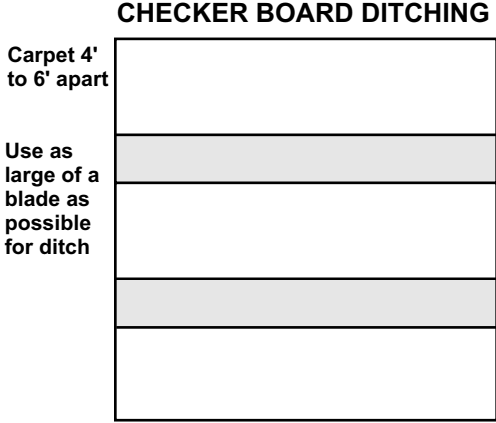 CHECKER BOARD DITCHING
Carpet 4'
to 6' apart
Use as
large of a
blade as
possible
for ditch